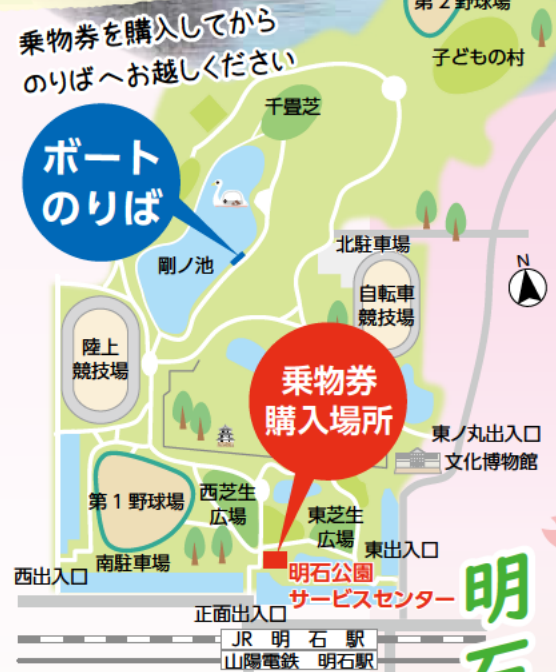 第2野球場
乗物券を購入してから
のりばへお越しください
子どもの村
千畳芝
ボート
のりば
剛ノ池
北駐車場
N
自転車
競技場
陸上
競技場
乗物券
購入場所
東ノ丸出入口
文化博物館
第1野球場
西芝生
広場
東芝生
広場
東出入口
南駐車場
西出入口
明石公園
サービスセンター
正面出入口
JR 明石駅
山陽電鉄 明石駅
明
石